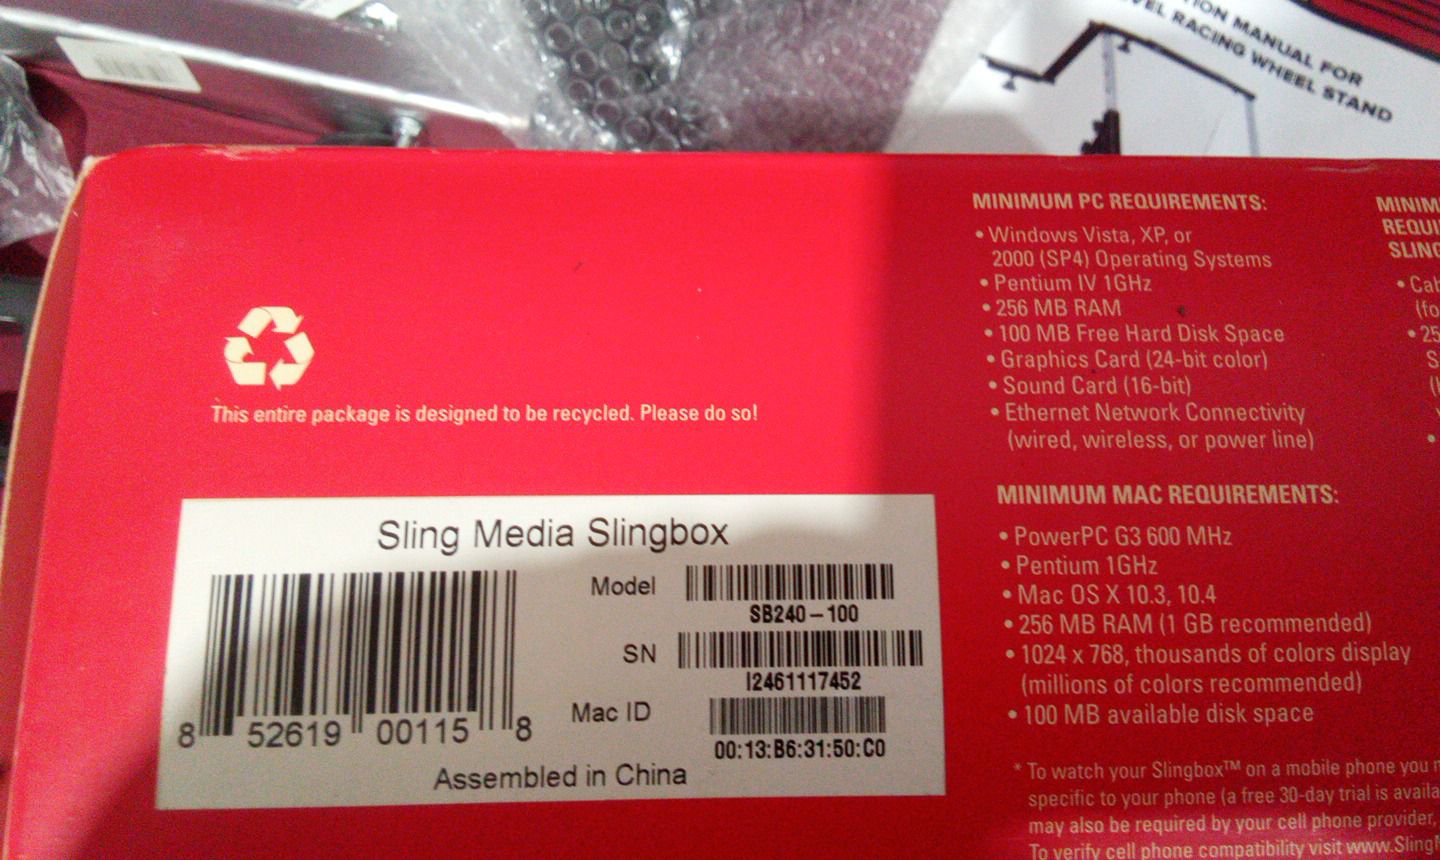 ION MANUAL FOR
VEL RACING WHEEL STAND
This entire package is designed to be recycled. Please do so!
Sling Media Slingbox
Model
SB240-100
SN
I2461117452
Mac ID
00:13:B6:31:50:C0
8 52619 00115 8
Assembled in China
MINIMUM PC REQUIREMENTS:
• Windows Vista, XP, or
2000 (SP4) Operating Systems
• Pentium IV 1GHz
• 256 MB RAM
• 100 MB Free Hard Disk Space
• Graphics Card (24-bit color)
• Sound Card (16-bit)
• Ethernet Network Connectivity
(wired, wireless, or power line)
MINIMUM MAC REQUIREMENTS:
• PowerPC G3 600 MHz
• Pentium 1GHz
• Mac OS X 10.3, 10.4
• 256 MB RAM (1 GB recommended)
• 1024 x 768, thousands of colors display
(millions of colors recommended)
• 100 MB available disk space
* To watch your Slingbox™ on a mobile phone you
specific to your phone (a free 30-day trial is
may also be required by your cell phone provider,
To verify cell phone compatibility visit
MINIM
REQUI
SLING
• Cab
(fo
• 25